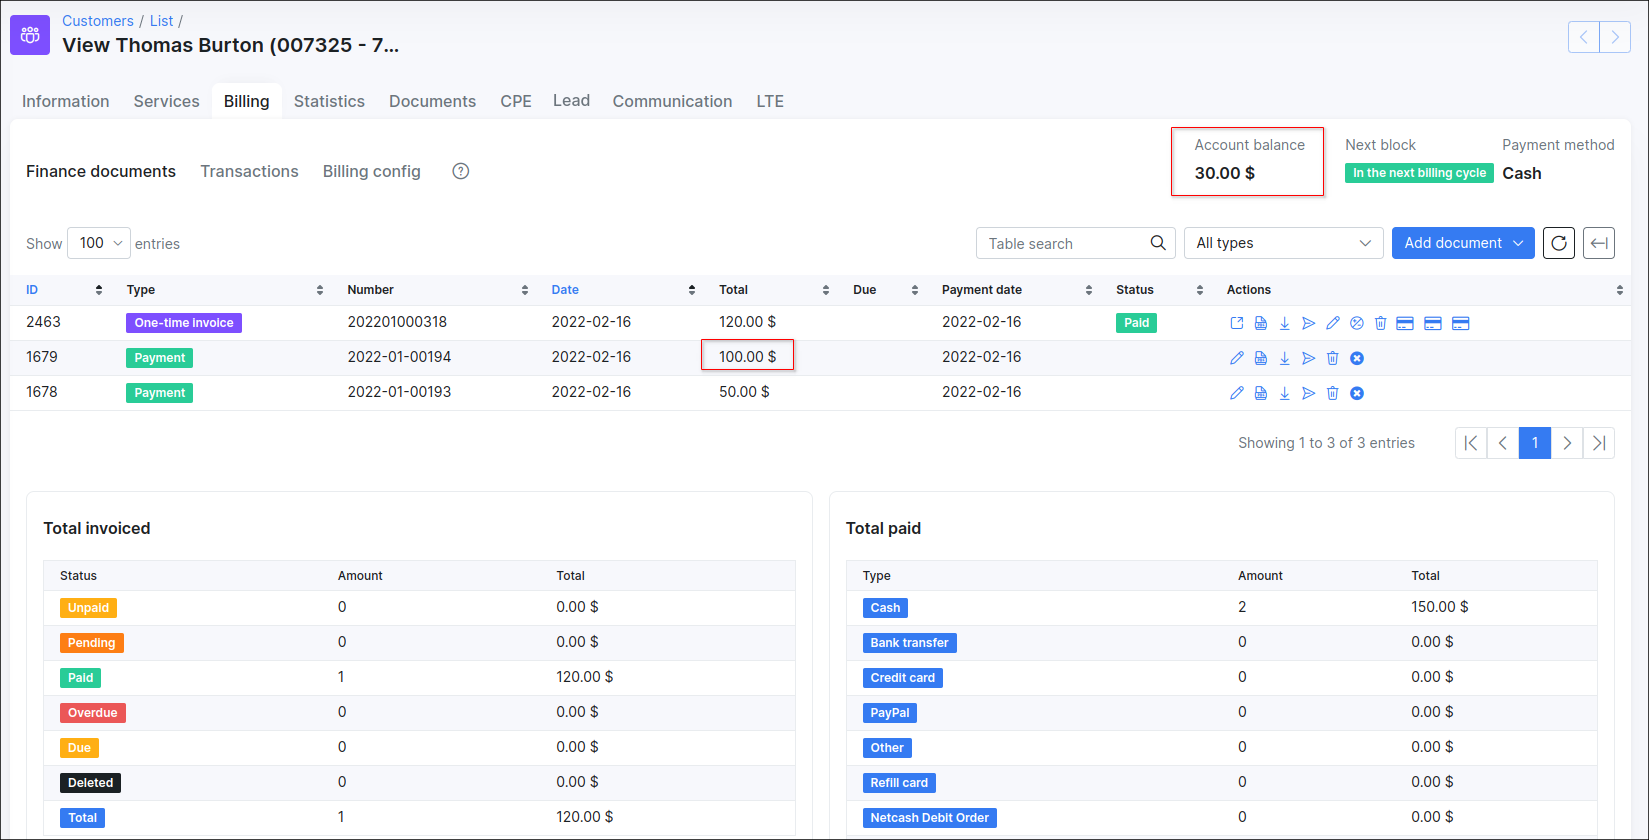 Customers / List /
View Thomas Burton (007325 - 7...
Information Services Billing Statistics Documents CPE Lead Communication LTE
Account balance Next block Payment method
30.00 $ In the next billing cycle Cash
Finance documents Transactions Billing config ?
Show 100 entries Table search All types Add document
ID Type Number Date Total Due Payment date Status Actions
2463 One-time invoice 202201000318 2022-02-16 120.00 $ 2022-02-16 Paid
1679 Payment 2022-01-00194 2022-02-16 100.00 $ 2022-02-16
1678 Payment 2022-01-00193 2022-02-16 50.00 $ 2022-02-16
Showing 1 to 3 of 3 entries 1
Total invoiced
Status Amount Total
Unpaid 0 0.00 $
Pending 0 0.00 $
Paid 1 120.00 $
Overdue 0 0.00 $
Due 0 0.00 $
Deleted 0 0.00 $
Total 1 120.00 $
Total paid
Type Amount Total
Cash 2 150.00 $
Bank transfer 0 0.00 $
Credit card 0 0.00 $
PayPal 0 0.00 $
Other 0 0.00 $
Refill card 0 0.00 $
Netcash Debit Order 0 0.00 $